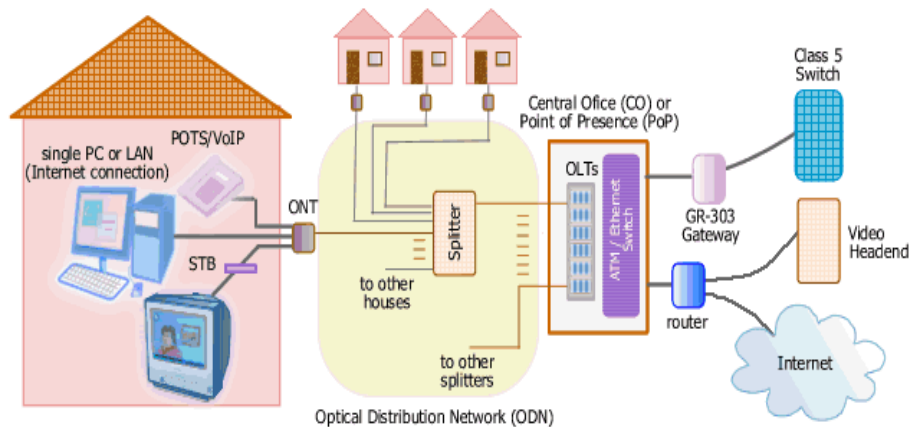 POTS/VoIP
single PC or LAN
(Internet connection)
ONT
STB
Splitter
to other
houses
to other
splitters
Optical Distribution Network (ODN)
Central Ofice (CO) or
Point of Presence (PoP)
OLTs
ATM / Ethernet
Switch
Class 5
Switch
GR-303
Gateway
Video
Headend
router
Internet